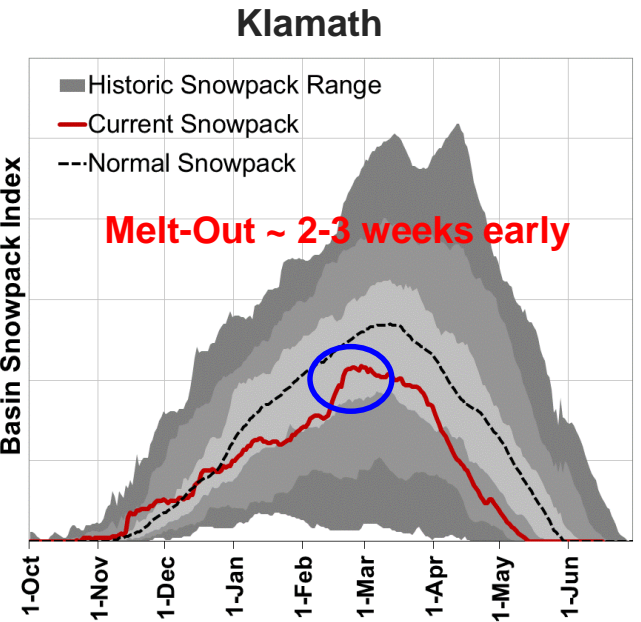 Klamath
Historic Snowpack Range
Current Snowpack
Normal Snowpack
Melt-Out ~ 2-3 weeks early
Basin Snowpack Index
1-Oct
1-Nov
1-Dec
1-Jan
1-Feb
1-Mar
1-Apr
1-May
1-Jun